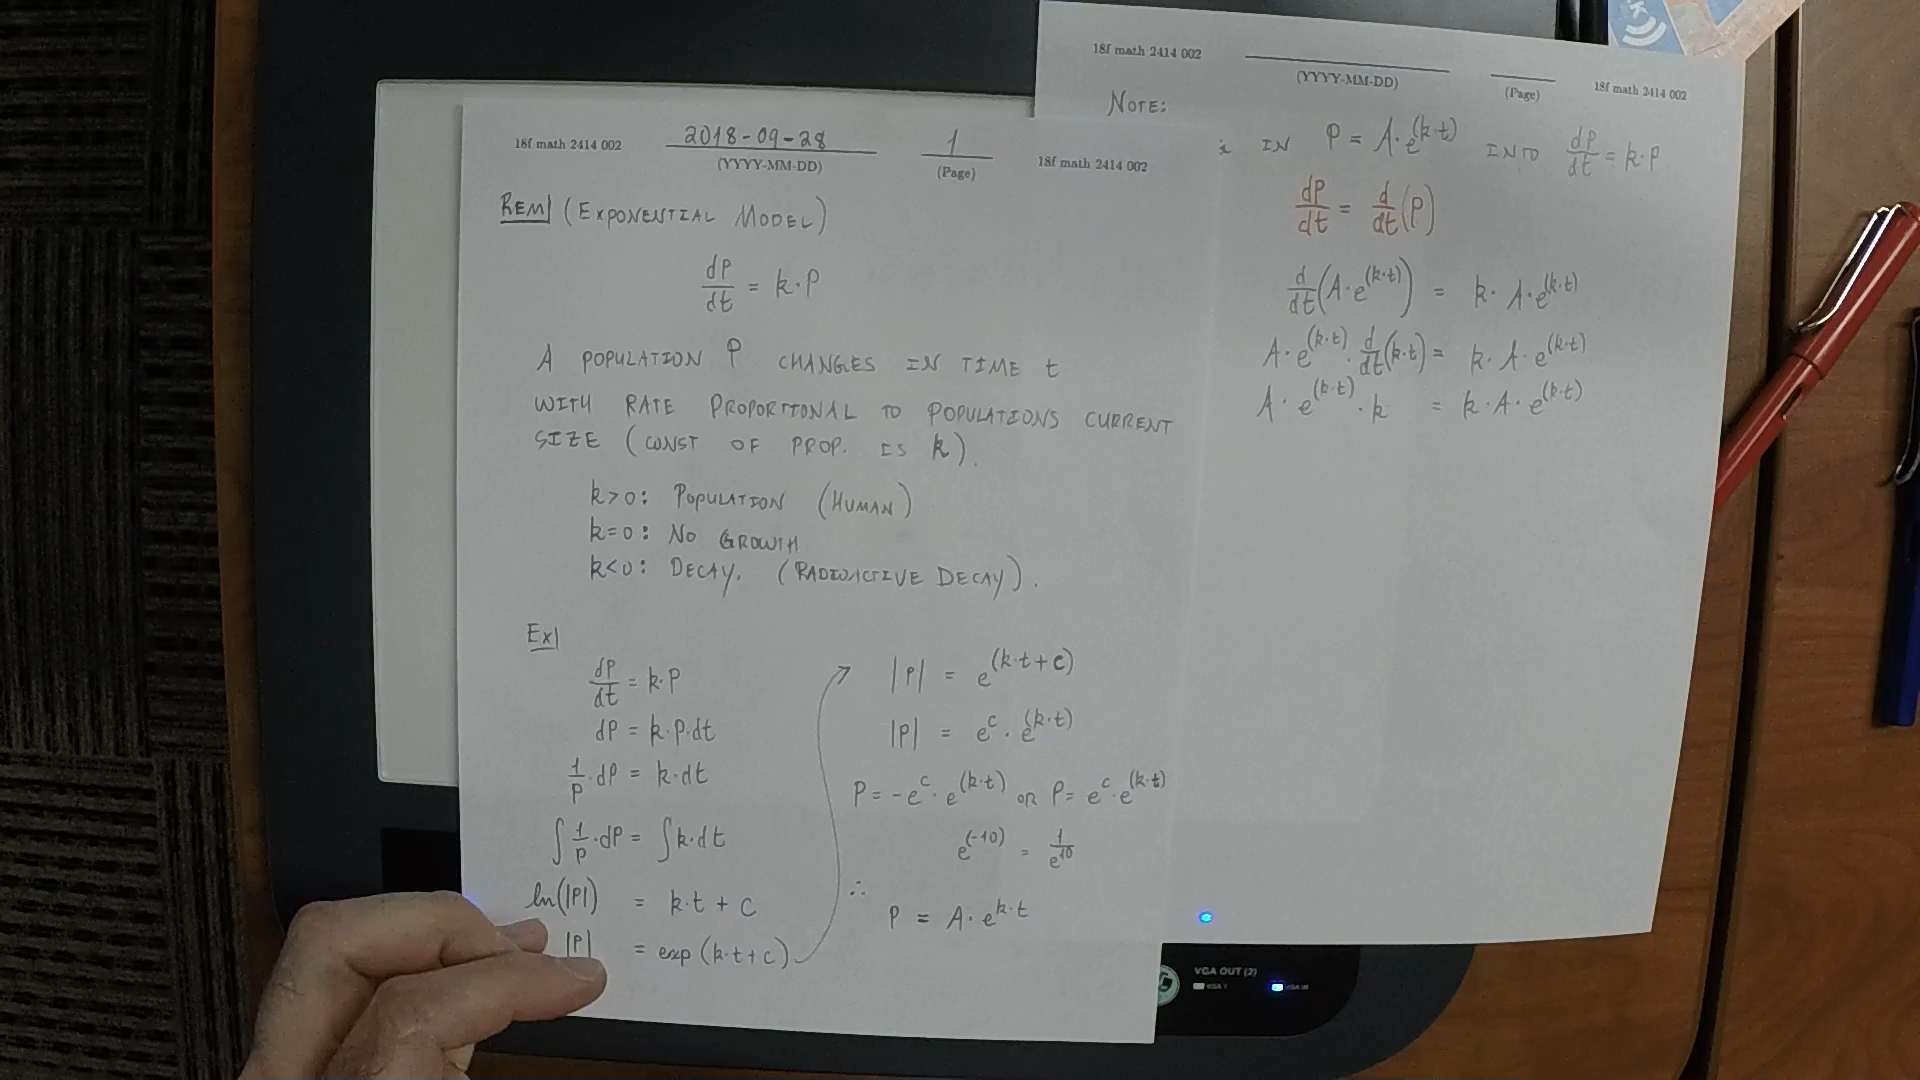 18f math 2414 002 2018-09-28 1 18f math 2414 002
(YYYY-MM-DD) (Page)
REM (EXPONENTIAL MODEL)
dP/dt = k·P
A POPULATION P CHANGES IN TIME t
WITH RATE PROPORTIONAL TO POPULATIONS CURRENT
SIZE (CONST OF PROP. IS k).
k>0: POPULATION (HUMAN)
k=0: NO GROWTH
k<0: DECAY. (RADIOACTIVE DECAY).
Ex
dP/dt = k·P
dP = k·P·dt
1/P·dP = k·dt
∫ 1/P·dP = ∫ k·dt
ln(|P|) = k·t + c
|P| = exp(k·t+c)
|P| = e^(k·t+c)
|P| = e^c · e^(k·t)
P = -e^c · e^(k·t) OR P = e^c · e^(k·t)
e^(-10) = 1/e^10
∴
P = A·e^k·t
18f math 2414 002 18f math 2414 002
(YYYY-MM-DD) (Page)
NOTE:
IN P = A·e^(k·t) INTO dP/dt = k·P
dP/dt = d/dt(P)
d/dt(A·e^(k·t)) = k·A·e^(k·t)
A·e^(k·t)·d/dt(k·t) = k·A·e^(k·t)
A·e^(k·t)·k = k·A·e^(k·t)
VGA OUT (2)